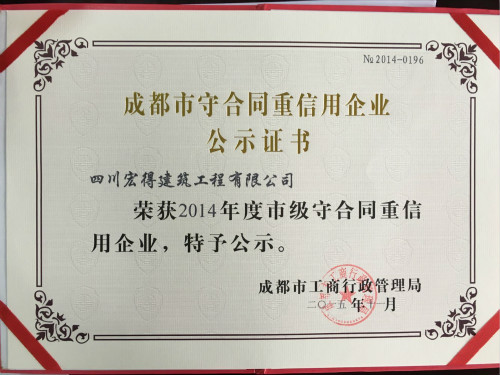 №2014-0196
成都市守合同重信用企业
公示证书
四川宏得建筑工程有限公司
荣获2014年度市级守合同重信
用企业，特予公示。
成都市工商行政管理局
二〇一五年十一月